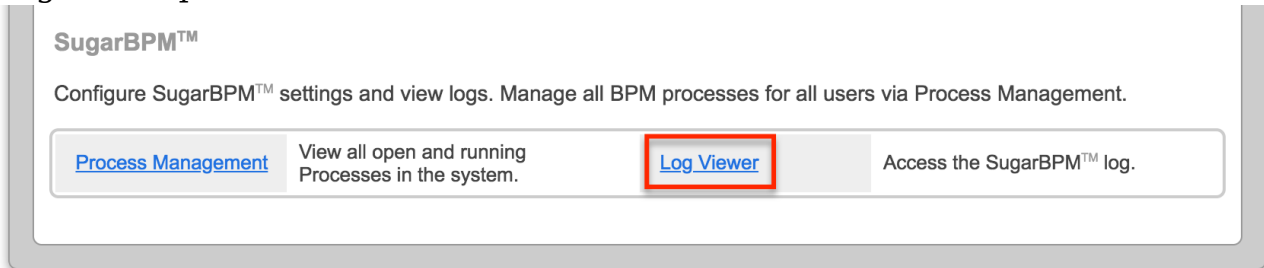 SugarBPM™
Configure SugarBPM™ settings and view logs. Manage all BPM processes for all users via Process Management.
Process Management
View all open and running
Processes in the system.
Log Viewer
Access the SugarBPM™ log.